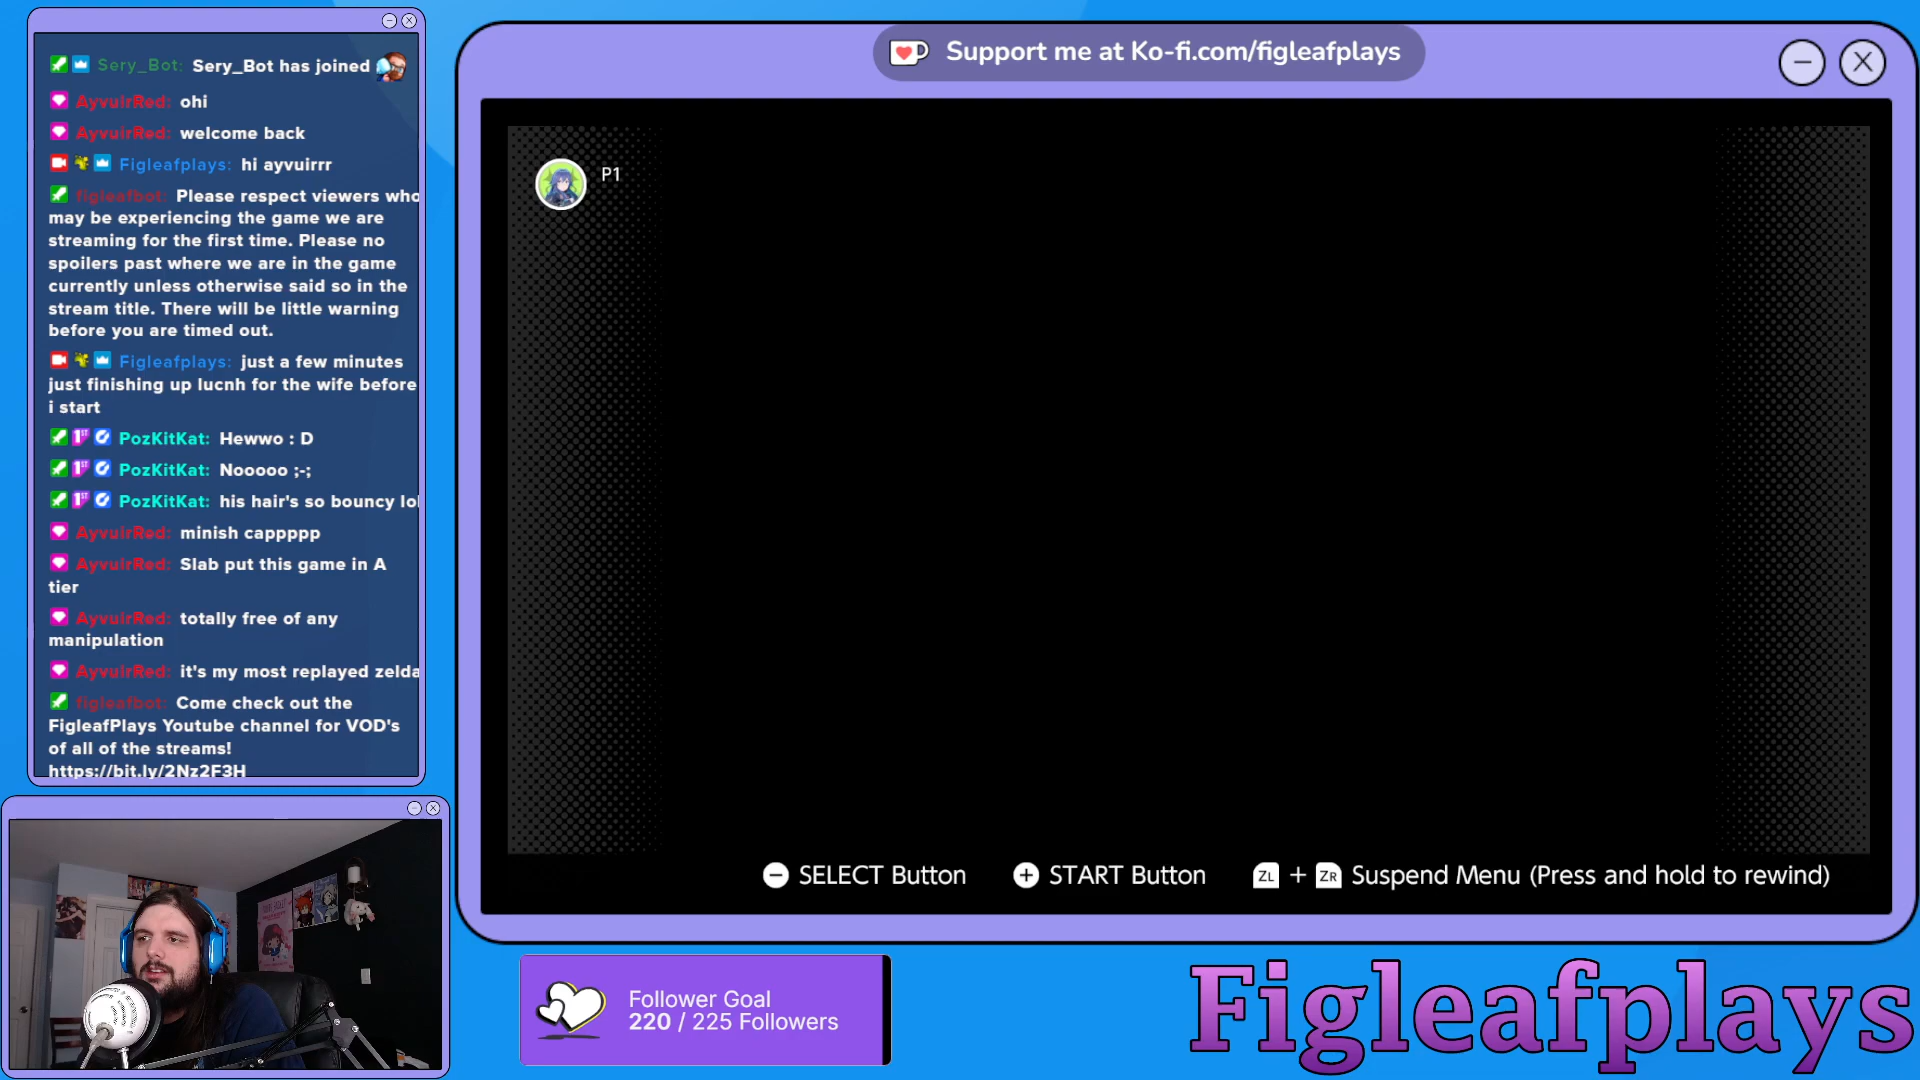 Sery_Bot: Sery_Bot has joined
AyvuirRed: ohi
AyvuirRed: welcome back
Figleafplays: hi ayvuirrr
figleafbot: Please respect viewers who
may be experiencing the game we are
streaming for the first time. Please no
spoilers past where we are in the game
currently unless otherwise said so in the
stream title. There will be little warning
before you are timed out.
Figleafplays: just a few minutes
just finishing up lucnh for the wife before
i start
PozKitKat: Hewwo : D
PozKitKat: Nooooo ;-;
PozKitKat: his hair's so bouncy lol
AyvuirRed: minish cappppp
AyvuirRed: Slab put this game in A
tier
AyvuirRed: totally free of any
manipulation
AyvuirRed: it's my most replayed zelda
figleafbot: Come check out the
FigleafPlays Youtube channel for VOD's
of all of the streams!
https://bit.ly/2Nz2F3H
Support me at Ko-fi.com/figleafplays
P1
SELECT Button
START Button
ZL + ZR Suspend Menu (Press and hold to rewind)
Follower Goal
220 / 225 Followers
Figleafplays